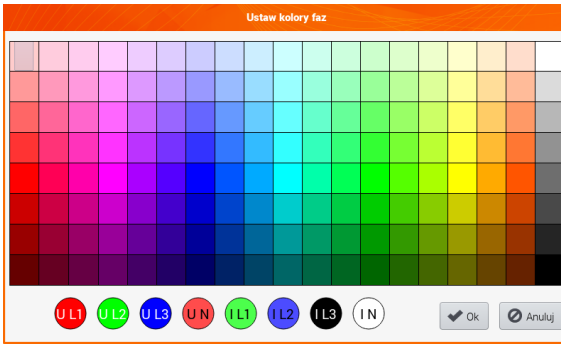 Ustaw kolory faz
U L1 U L2 U L3 U N I L1 I L2 I L3 I N Ok Anuluj